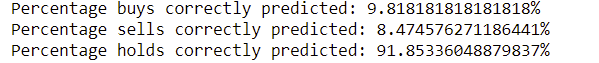 Percentage buys correctly predicted: 9.818181818181818%
Percentage sells correctly predicted: 8.474576271186441%
Percentage holds correctly predicted: 91.85336048879837%